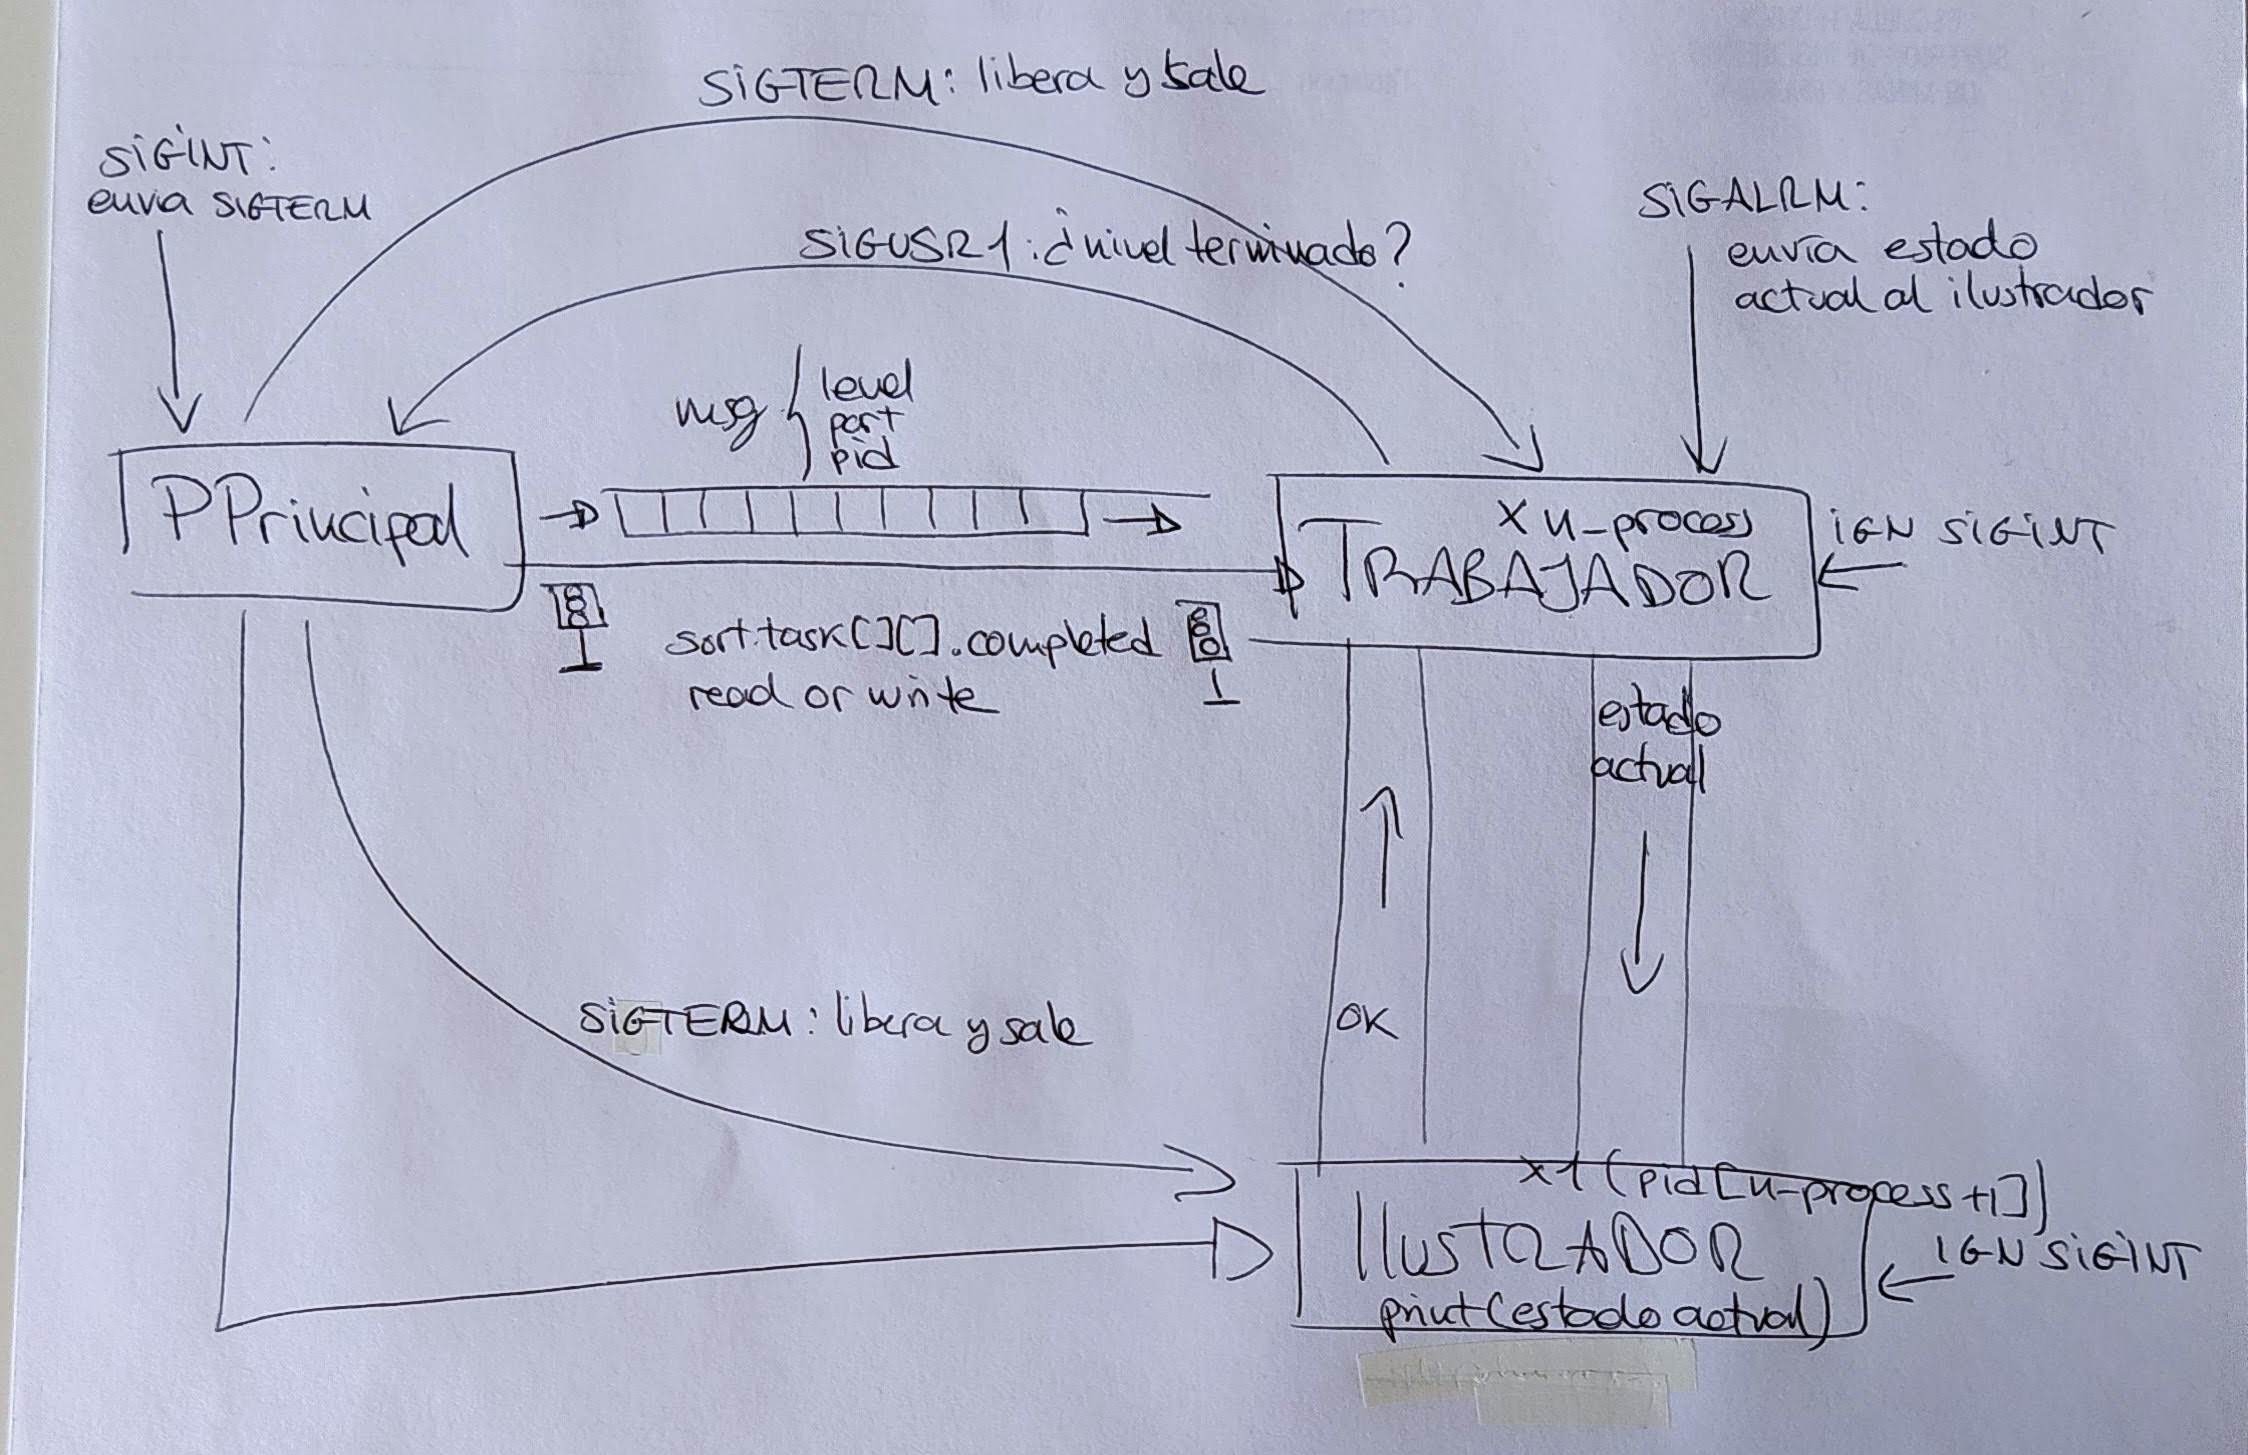 SIGTERM: libera y sale
SIGINT:
envia SIGTERM
SIGUSR1: ¿nivel terminado?
SIGALRM:
envía estado
actual al ilustrador
msg
level
part
pid
PPrincipal
x n-process
TRABAJADOR
IGN SIGINT
sort.task[][].completed
read or write
estado
actual
SIGTERM: libera y sale
OK
x1 (pid[n-process+1])
IlusTRADOR
print(estado actual)
IGN SIGINT